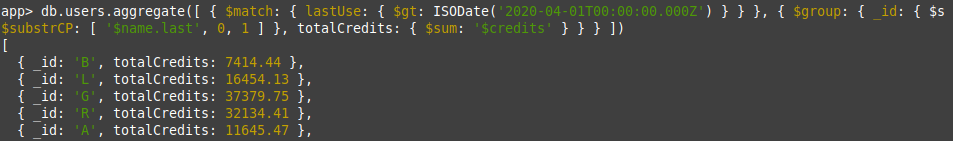 app> db.users.aggregate([ { $match: { lastUse: { $gt: ISODate('2020-04-01T00:00:00.000Z') } } }, { $group: { _id: { $s
$substrCP: [ '$name.last', 0, 1 ] }, totalCredits: { $sum: '$credits' } } } ])
[
  { _id: 'B', totalCredits: 7414.44 },
  { _id: 'L', totalCredits: 16454.13 },
  { _id: 'G', totalCredits: 37379.75 },
  { _id: 'R', totalCredits: 32134.41 },
  { _id: 'A', totalCredits: 11645.47 },